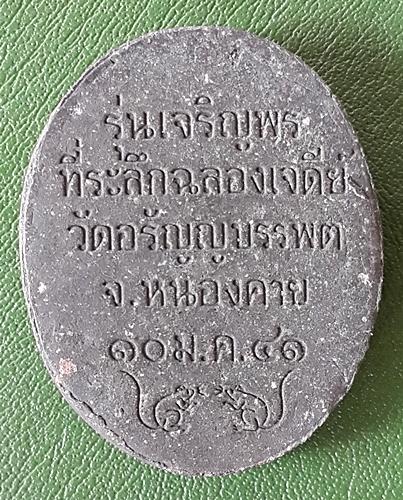 รุ่นเจริญพร
ที่ระลึกฉลองเจดีย์
วัดอรัญญบรรพต
จ.หนองคาย
๑๐ม.ค.๔๑